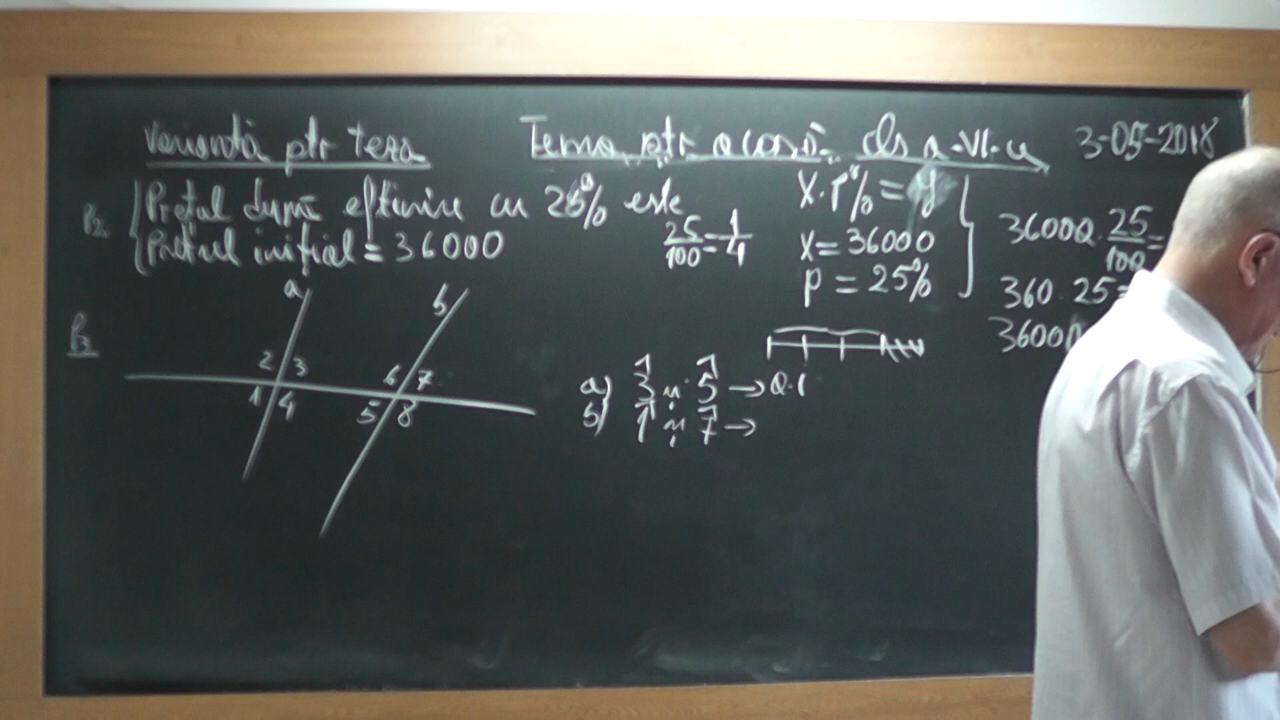 Variantă ptr teza
Tema ptr acasă cls a-VI-a 3-05-2018
P2. Prețul după eftinire cu 25% este
Prețul inițial = 36000
25/100 = 1/4
X·P% = y
X = 36000
p = 25%
36000·25/100 =
360·25 =
36000
P3
a b
2 3 6 7
1 4 5 8
a) 3̂ și 5̂ →
b) 1̂ și 7̂ →